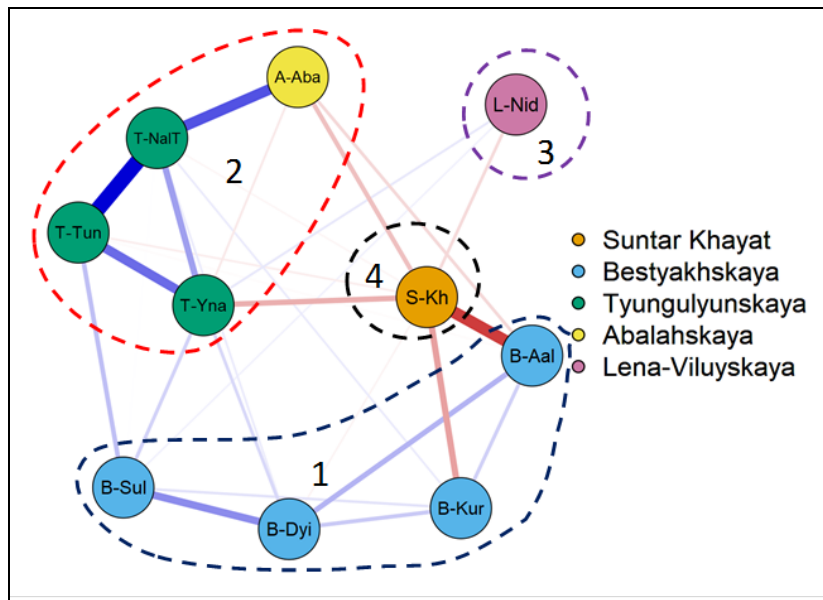 A-Aba
L-Nid
T-NalT
2
3
T-Tun
Suntar Khayat
Bestyakhskaya
Tyungulyunskaya
Abalahskaya
Lena-Viluyskaya
4
S-Kh
T-Yna
B-Aal
1
B-Sul
B-Dyi
B-Kur